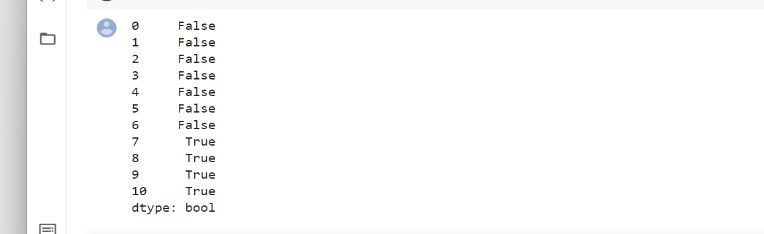 0     False
1     False
2     False
3     False
4     False
5     False
6     False
7      True
8      True
9      True
10     True
dtype: bool